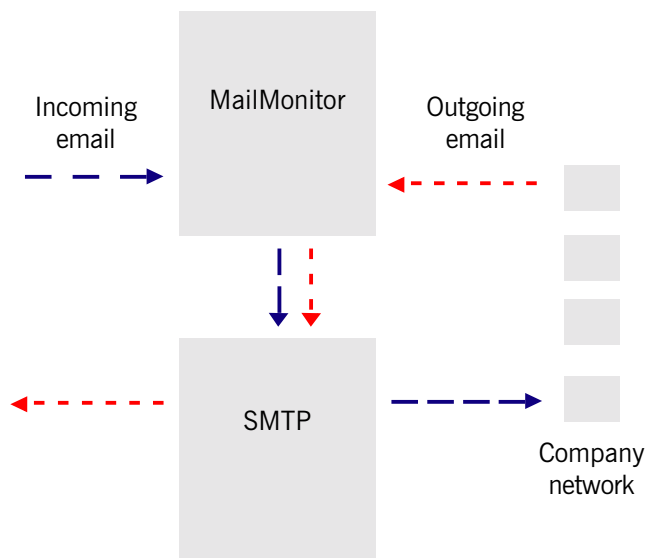 MailMonitor
Incoming
email
Outgoing
email
SMTP
Company
network